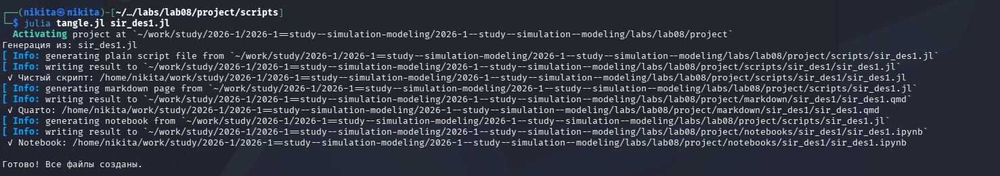 ┌──(nikita㉿nikita)-[~/…/labs/lab08/project/scripts]
└─$ julia tangle.jl sir_des1.jl
  Activating project at `~/work/study/2026-1/2026-1==study--simulation-modeling/2026-1--study--simulation--modeling/labs/lab08/project`
Генерация из: sir_des1.jl
[ Info: generating plain script file from `~/work/study/2026-1/2026-1==study--simulation-modeling/2026-1--study--simulation--modeling/labs/lab08/project/scripts/sir_des1.jl`
[ Info: writing result to `~/work/study/2026-1/2026-1==study--simulation-modeling/2026-1--study--simulation--modeling/labs/lab08/project/scripts/sir_des1/sir_des1.jl`
 ✓ Чистый скрипт: /home/nikita/work/study/2026-1/2026-1==study--simulation-modeling/2026-1--study--simulation--modeling/labs/lab08/project/scripts/sir_des1/sir_des1.jl
[ Info: generating markdown page from `~/work/study/2026-1/2026-1==study--simulation-modeling/2026-1--study--simulation--modeling/labs/lab08/project/scripts/sir_des1.jl`
[ Info: writing result to `~/work/study/2026-1/2026-1==study--simulation-modeling/2026-1--study--simulation--modeling/labs/lab08/project/markdown/sir_des1/sir_des1.qmd`
 ✓ Quarto: /home/nikita/work/study/2026-1/2026-1==study--simulation-modeling/2026-1--study--simulation--modeling/labs/lab08/project/markdown/sir_des1/sir_des1.qmd
[ Info: generating notebook from `~/work/study/2026-1/2026-1==study--simulation-modeling/2026-1--study--simulation--modeling/labs/lab08/project/scripts/sir_des1.jl`
[ Info: writing result to `~/work/study/2026-1/2026-1==study--simulation-modeling/2026-1--study--simulation--modeling/labs/lab08/project/notebooks/sir_des1/sir_des1.ipynb`
 ✓ Notebook: /home/nikita/work/study/2026-1/2026-1==study--simulation-modeling/2026-1--study--simulation--modeling/labs/lab08/project/notebooks/sir_des1/sir_des1.ipynb
Готово! Все файлы созданы.